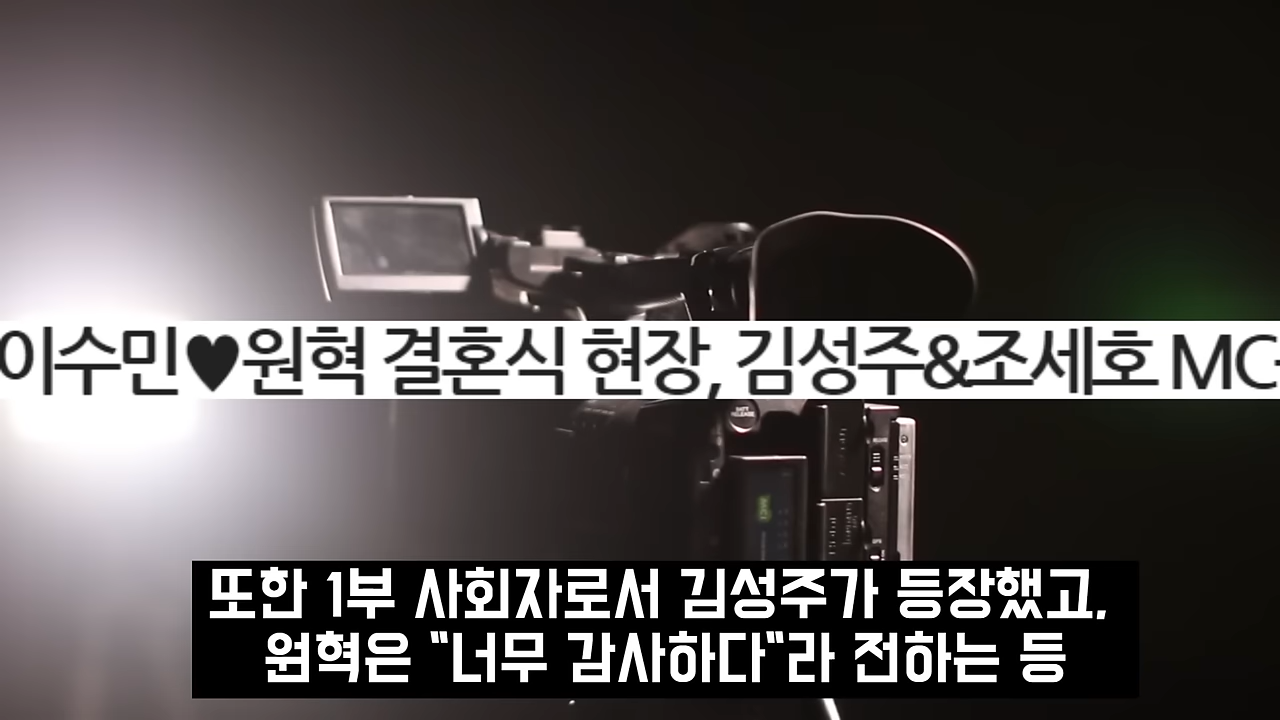 이수민♥원혁 결혼식 현장, 김성주&조세호 MC
BATT RELEASE
또한 1부 사회자로서 김성주가 등장했고,
원혁은 "너무 감사하다"라 전하는 등